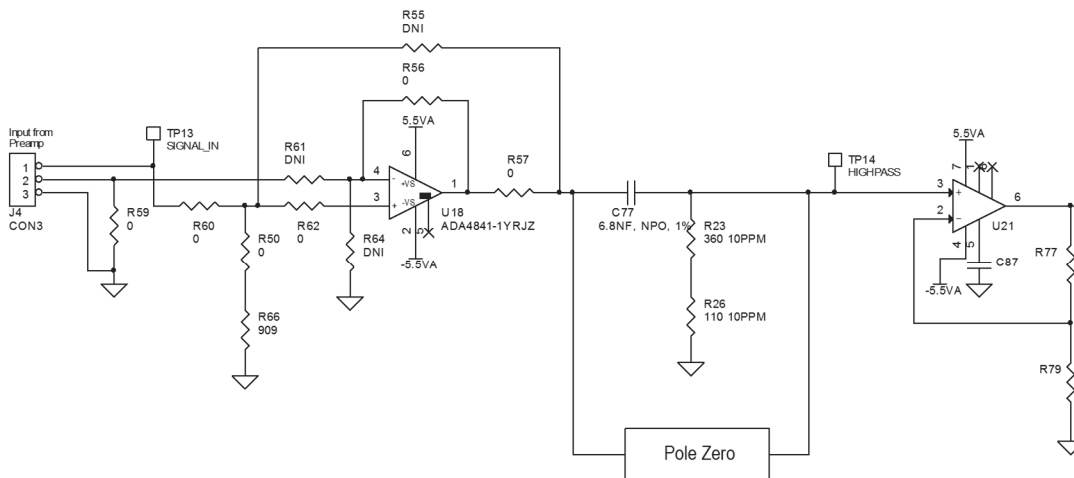 R55
DNI
R56
0
5.5VA
Input from
Preamp
TP13
SIGNAL_IN
R61
DNI
R57
0
TP14
HIGHPASS
5.5VA
1
2
3
J4
CON3
R59
0
R60
0
R50
0
R62
0
R64
DNI
4
3
6
+VS
-VS
-
+
1
2
5
U18
ADA4841-1YRJZ
-5.5VA
R66
909
C77
6.8NF, NPO, 1%
R23
360 10PPM
R26
110 10PPM
3
2
7
1
8
+
−
6
U21
4
5
C87
-5.5VA
R77
R79
Pole Zero